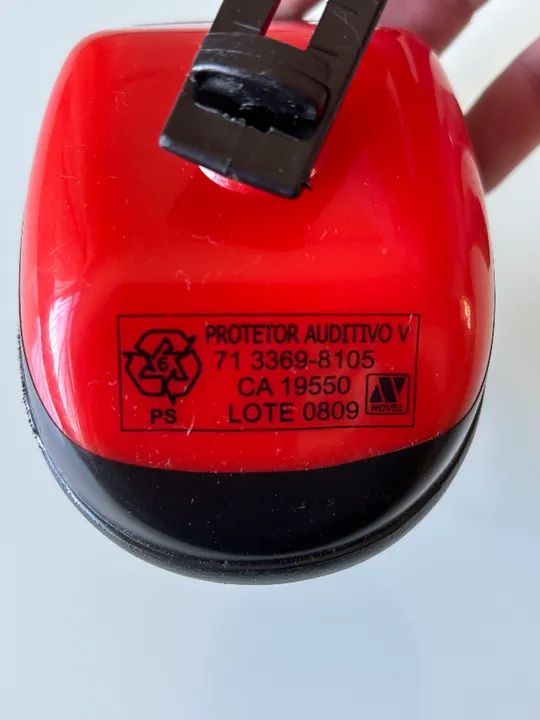 PROTETOR AUDITIVO V
6
71 3369-8105
CA 19550
PS
LOTE 0809
NOVEL